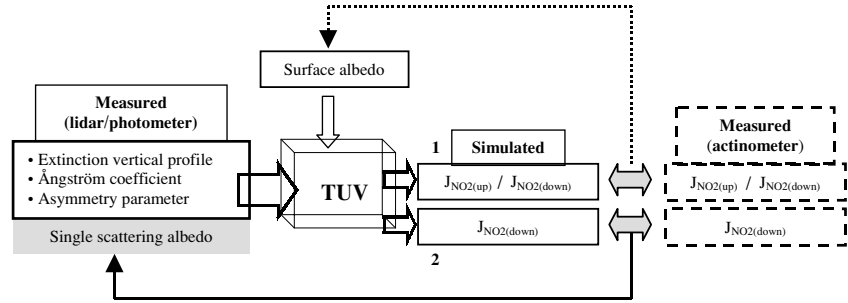 Surface albedo
Measured
(lidar/photometer)
• Extinction vertical profile
• Ångström coefficient
• Asymmetry parameter
Single scattering albedo
TUV
1
Simulated
JNO2(up) / JNO2(down)
JNO2(down)
2
Measured
(actinometer)
JNO2(up) / JNO2(down)
JNO2(down)